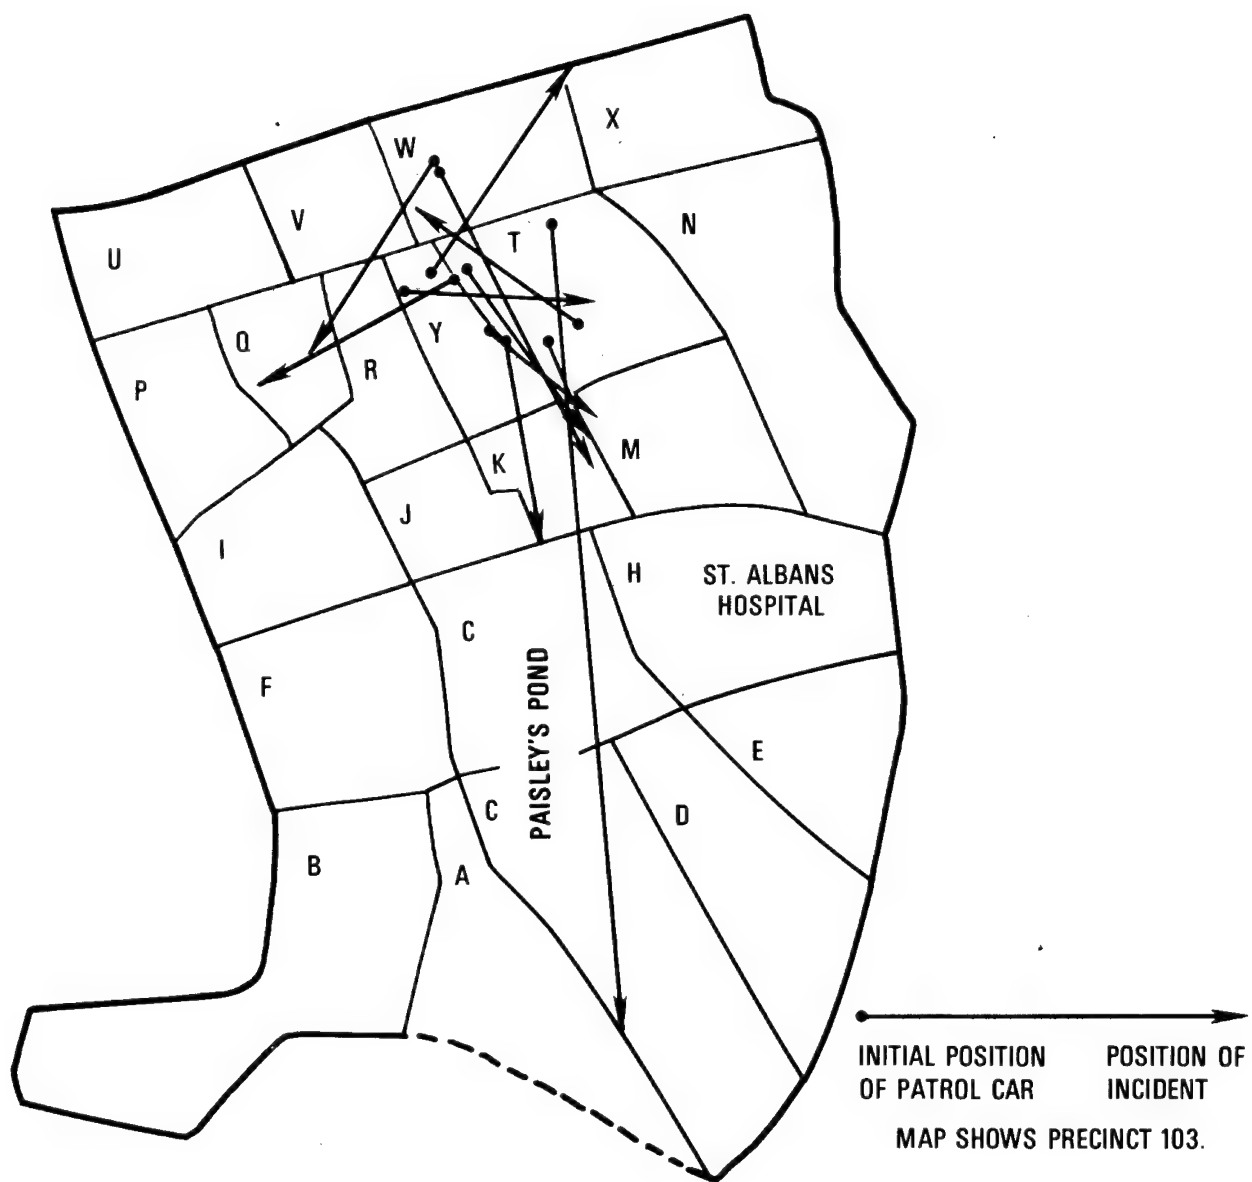 X
W
N
V
T
U
Q
Y
R
P
M
K
J
I
H
ST. ALBANS
HOSPITAL
C
F
PAISLEY'S POND
E
C
D
B
A
INITIAL POSITION
OF PATROL CAR
POSITION OF
INCIDENT
MAP SHOWS PRECINCT 103.